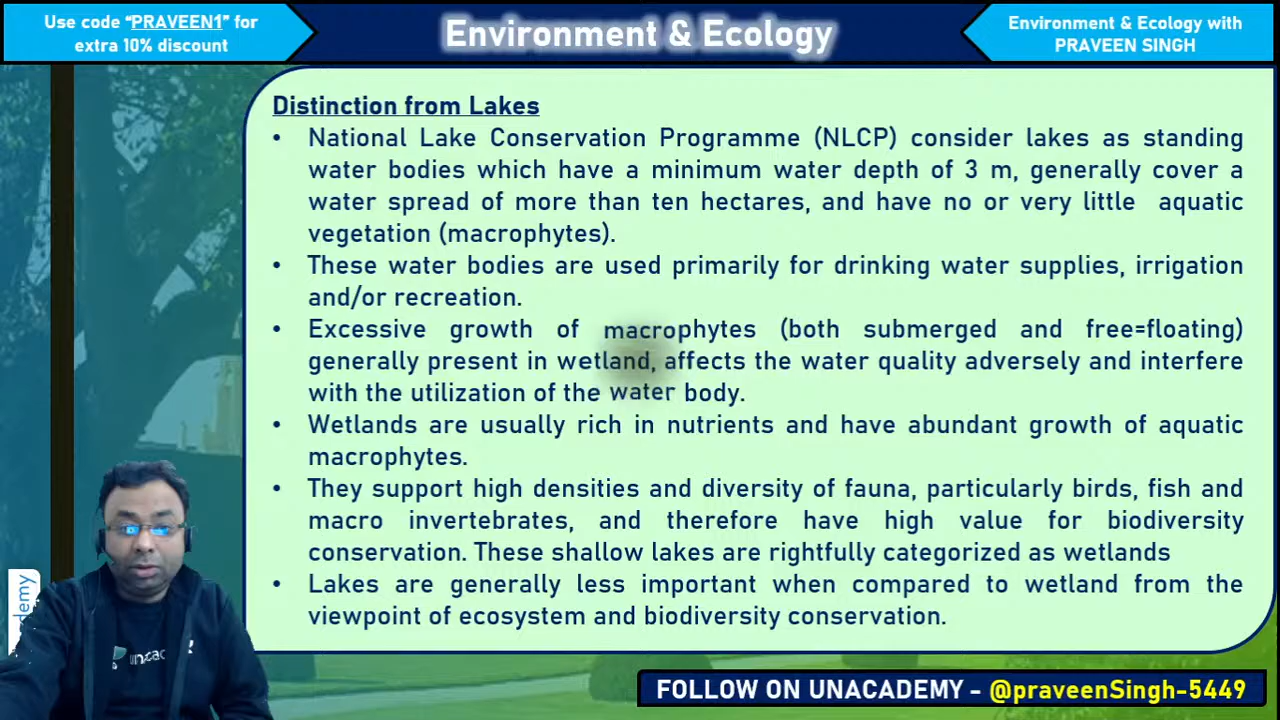 Use code “PRAVEEN1” for
extra 10% discount
Environment & Ecology
Environment & Ecology with
PRAVEEN SINGH
Distinction from Lakes
• National Lake Conservation Programme (NLCP) consider lakes as standing
water bodies which have a minimum water depth of 3 m, generally cover a
water spread of more than ten hectares, and have no or very little aquatic
vegetation (macrophytes).
• These water bodies are used primarily for drinking water supplies, irrigation
and/or recreation.
• Excessive growth of macrophytes (both submerged and free=floating)
generally present in wetland, affects the water quality adversely and interfere
with the utilization of the water body.
• Wetlands are usually rich in nutrients and have abundant growth of aquatic
macrophytes.
• They support high densities and diversity of fauna, particularly birds, fish and
macro invertebrates, and therefore have high value for biodiversity
conservation. These shallow lakes are rightfully categorized as wetlands
• Lakes are generally less important when compared to wetland from the
viewpoint of ecosystem and biodiversity conservation.
FOLLOW ON UNACADEMY - @praveenSingh-5449